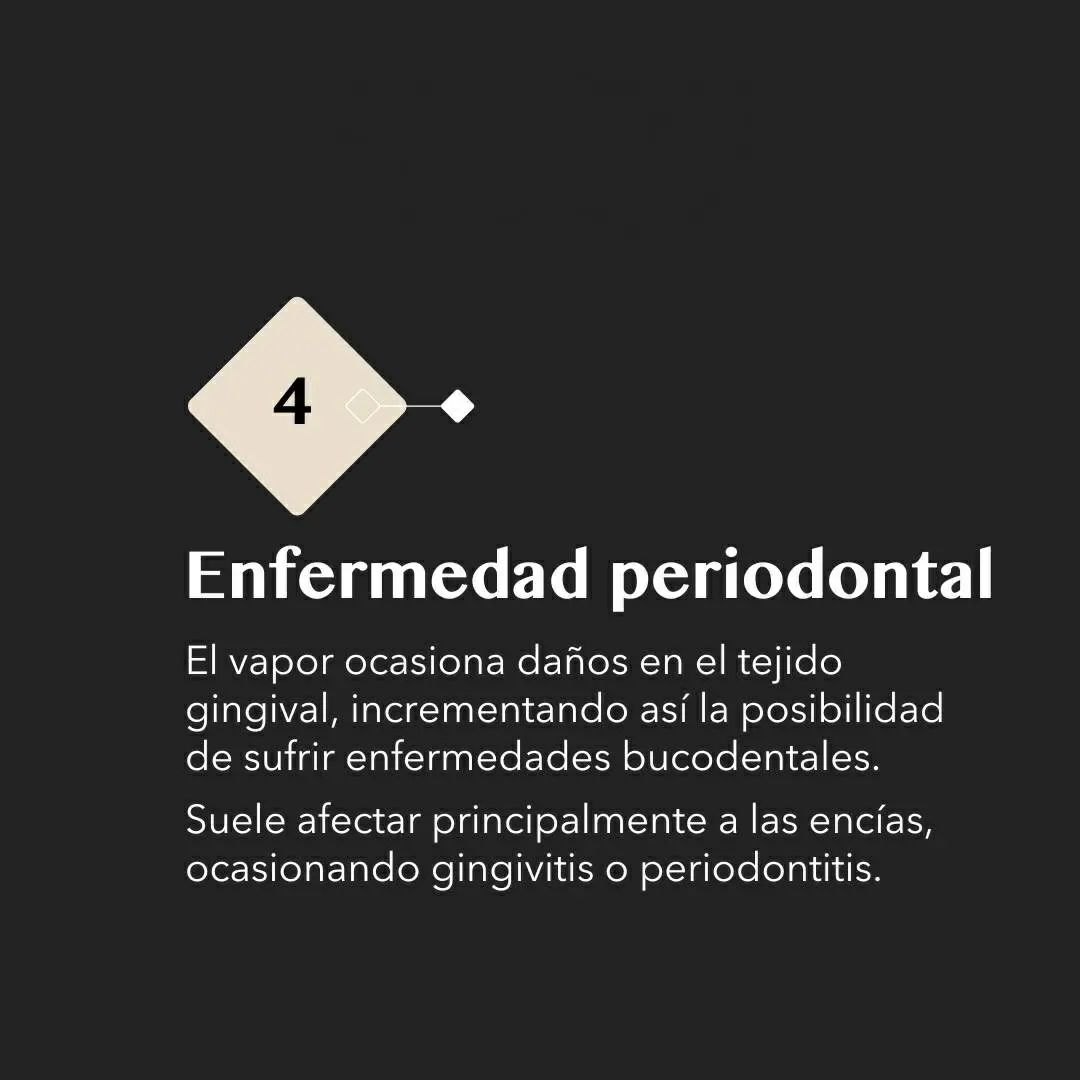 4
Enfermedad periodontal
El vapor ocasiona daños en el tejido
gingival, incrementando así la posibilidad
de sufrir enfermedades bucodentales.
Suele afectar principalmente a las encías,
ocasionando gingivitis o periodontitis.